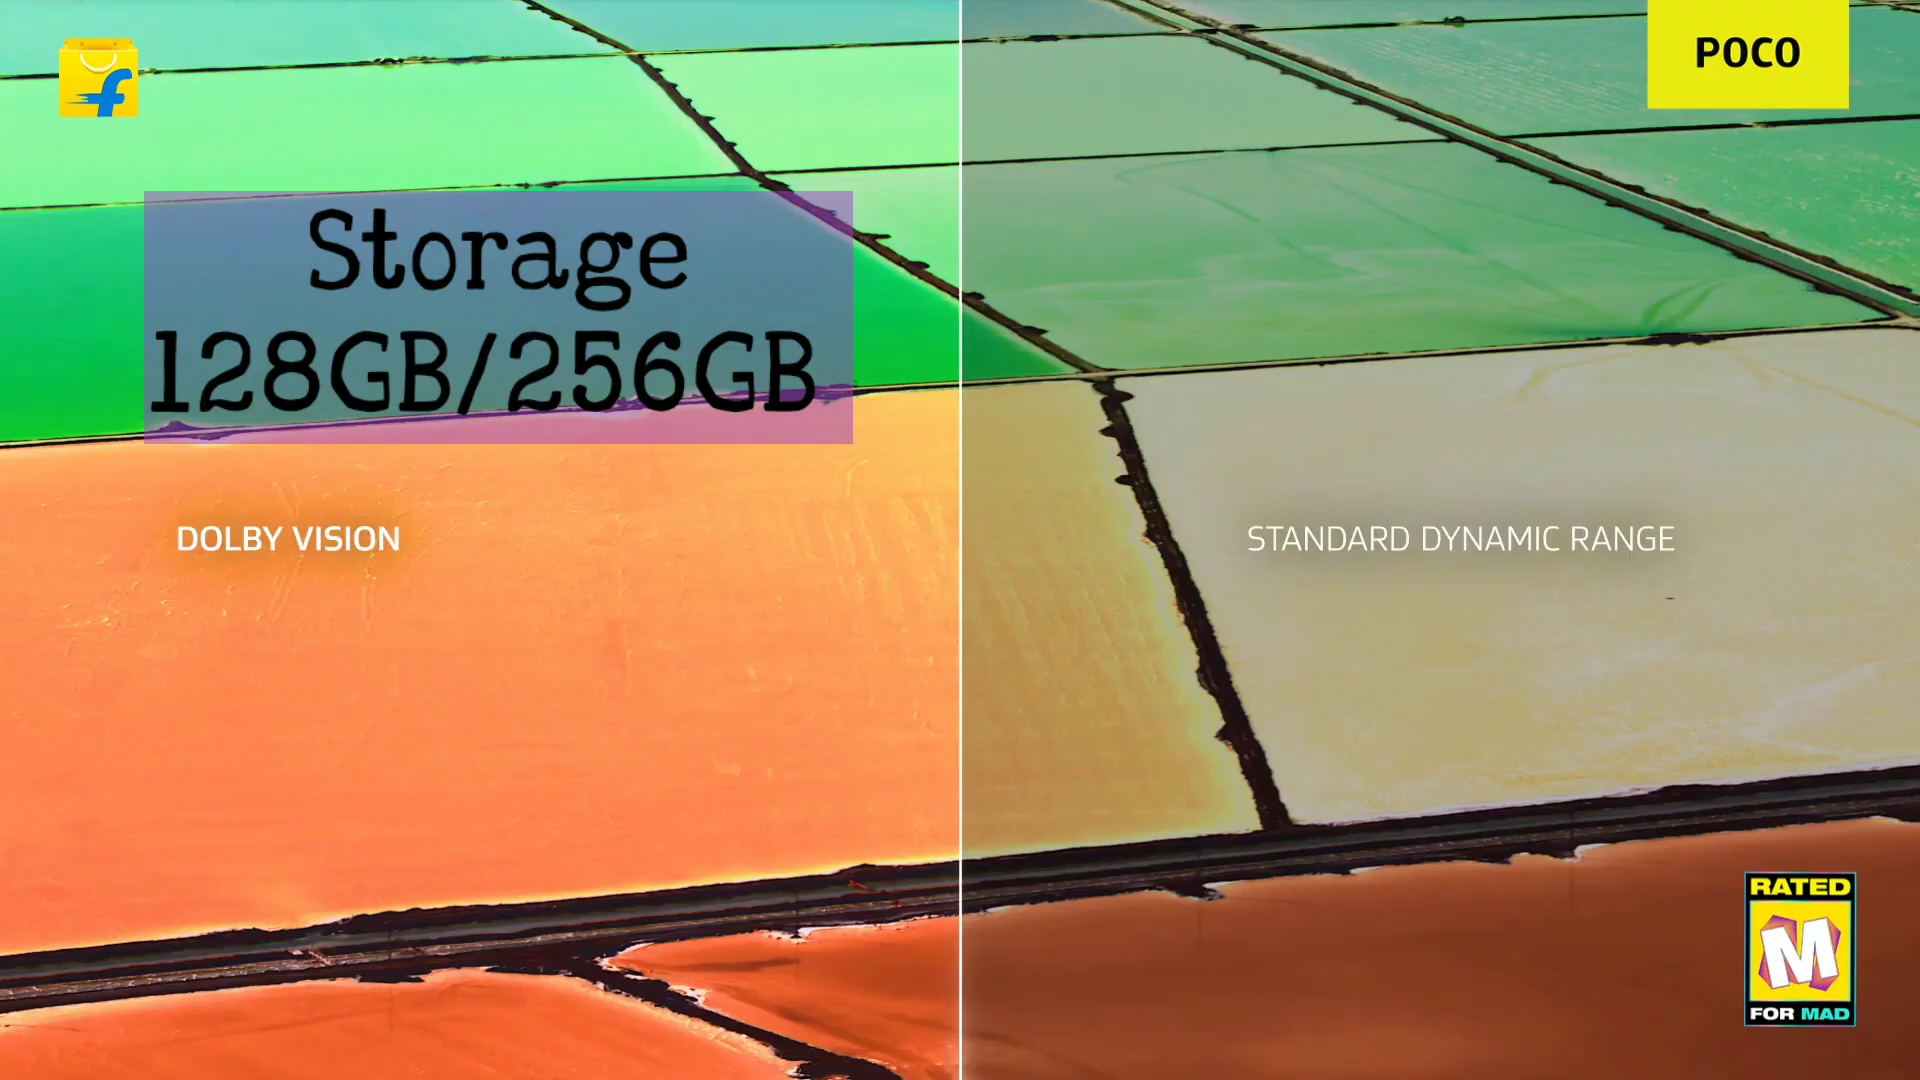 f
POCO
Storage
128GB/256GB
DOLBY VISION
STANDARD DYNAMIC RANGE
RATED
M
FOR MAD